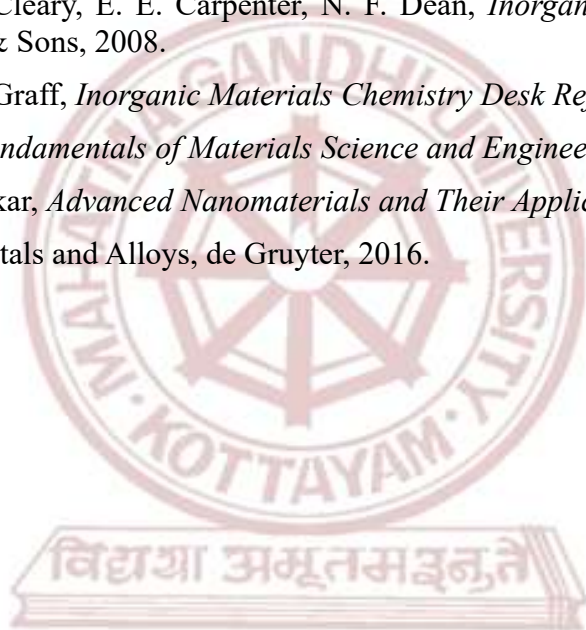 Cleary, E. E. Carpenter, N. F. Dean, Inorgan
& Sons, 2008.
Graff, Inorganic Materials Chemistry Desk Re
ndamentals of Materials Science and Enginee
kar, Advanced Nanomaterials and Their Applic
tals and Alloys, de Gruyter, 2016.
MAHATMA GANDHI UNIVERSITY
KOTTAYAM
विद्यया अमृतमश्नुते